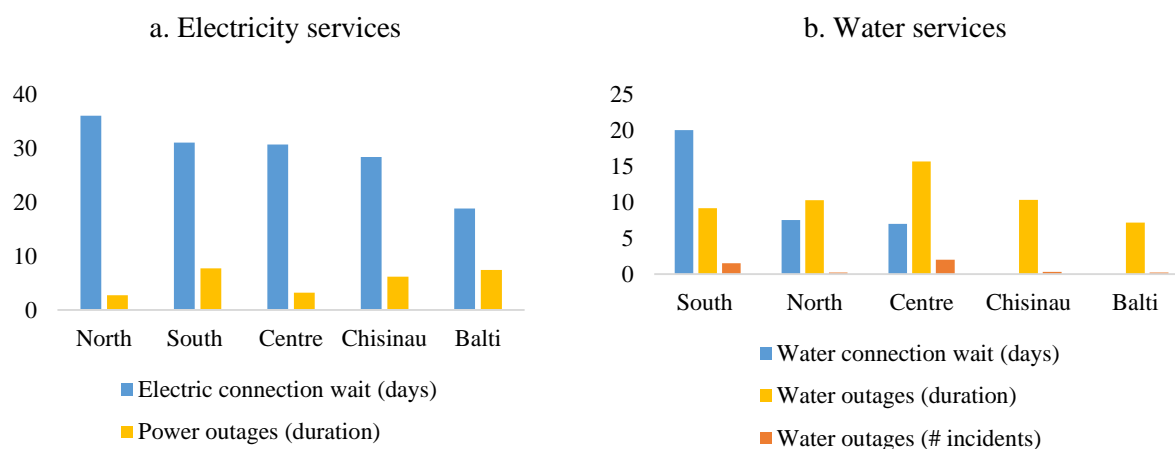 a. Electricity services
40
30
20
10
0
North South Centre Chisinau Balti
Electric connection wait (days)
Power outages (duration)
b. Water services
25
20
15
10
5
0
South North Centre Chisinau Balti
Water connection wait (days)
Water outages (duration)
Water outages (# incidents)